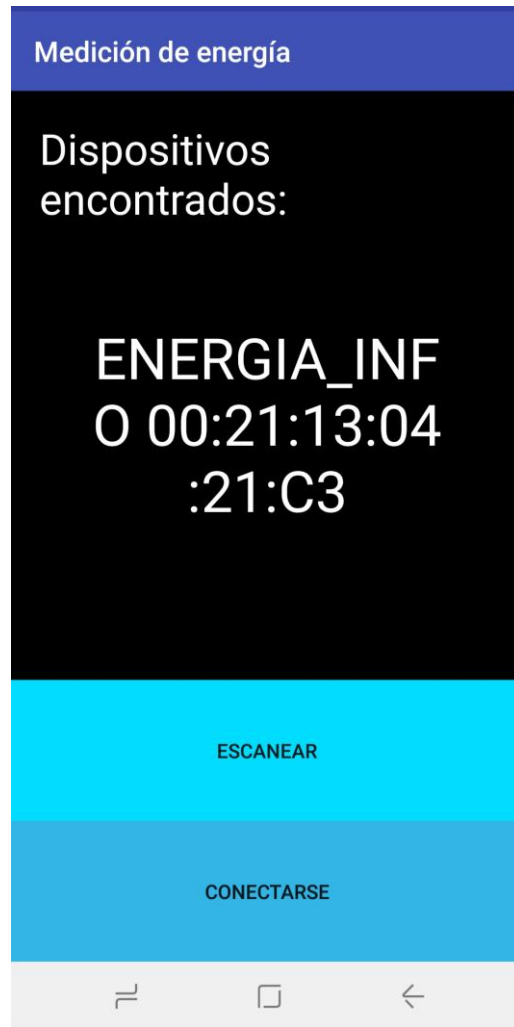 Medición de energía
Dispositivos
encontrados:
ENERGIA_INF
O 00:21:13:04
:21:C3
ESCANEAR
CONECTARSE